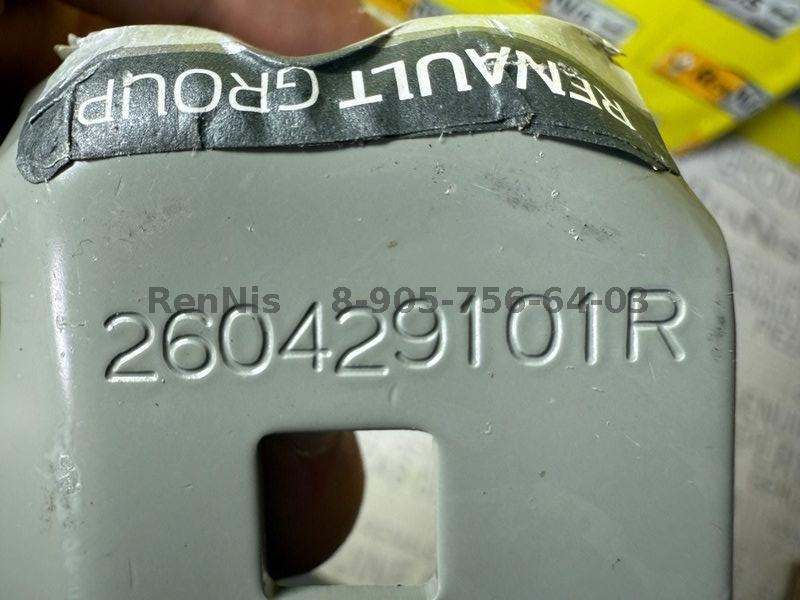 RENAULT GROUP
RenNis 8-905-756-64-03
260429101R